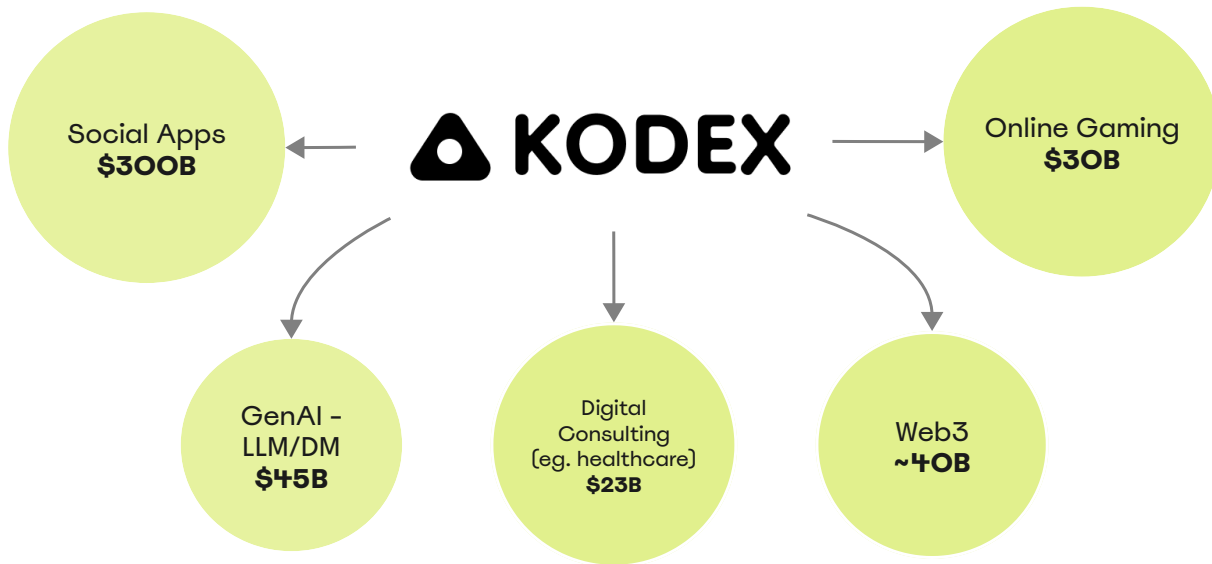 Social Apps
$300B
KODEX
Online Gaming
$30B
GenAI -
LLM/DM
$45B
Digital
Consulting
(eg. healthcare)
$23B
Web3
~40B